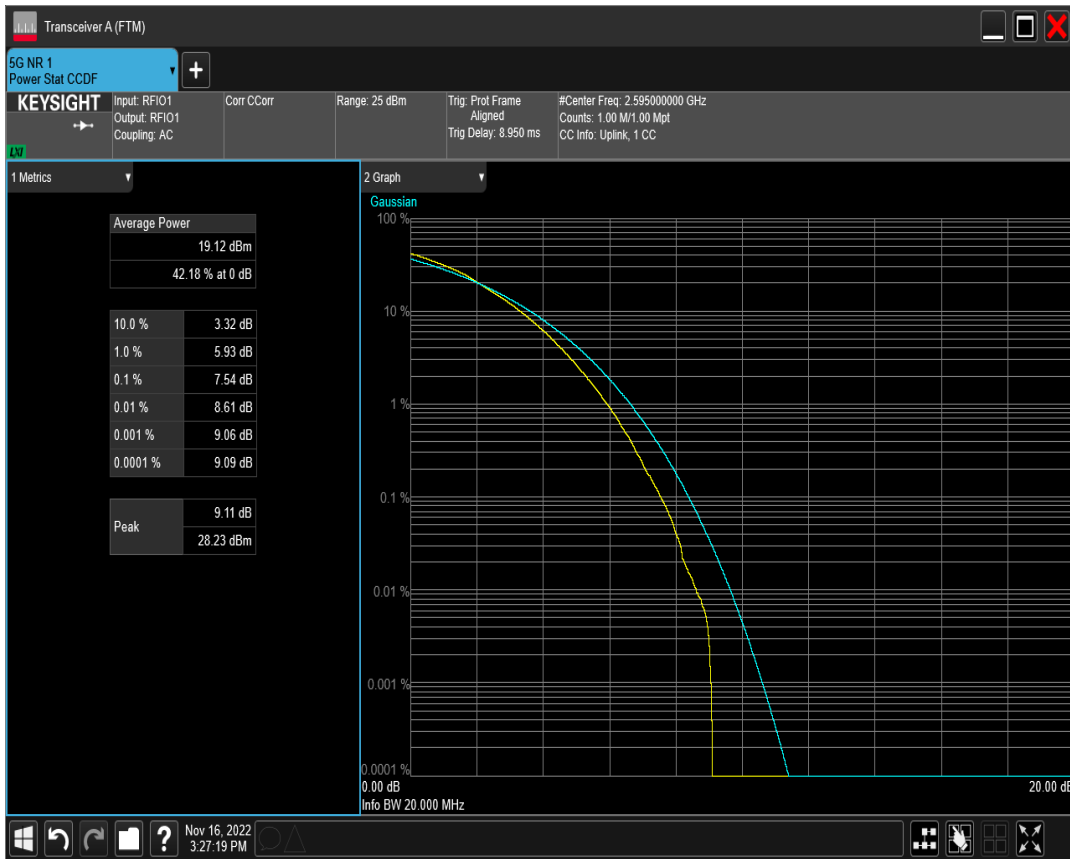 Transceiver A (FTM)
5G NR 1
Power Stat CCDF
+
KEYSIGHT
LXI
Input: RFIO1
Output: RFIO1
Coupling: AC
Corr CCorr
Range: 25 dBm
Trig: Prot Frame
Aligned
Trig Delay: 8.950 ms
#Center Freq: 2.595000000 GHz
Counts: 1.00 M/1.00 Mpt
CC Info: Uplink, 1 CC
1 Metrics
Average Power
19.12 dBm
42.18 % at 0 dB
10.0 % 3.32 dB
1.0 % 5.93 dB
0.1 % 7.54 dB
0.01 % 8.61 dB
0.001 % 9.06 dB
0.0001 % 9.09 dB
Peak
9.11 dB
28.23 dBm
2 Graph
Gaussian
100 %
10 %
1 %
0.1 %
0.01 %
0.001 %
0.0001 %
0.00 dB
20.00 dB
Info BW 20.000 MHz
?
Nov 16, 2022
3:27:19 PM